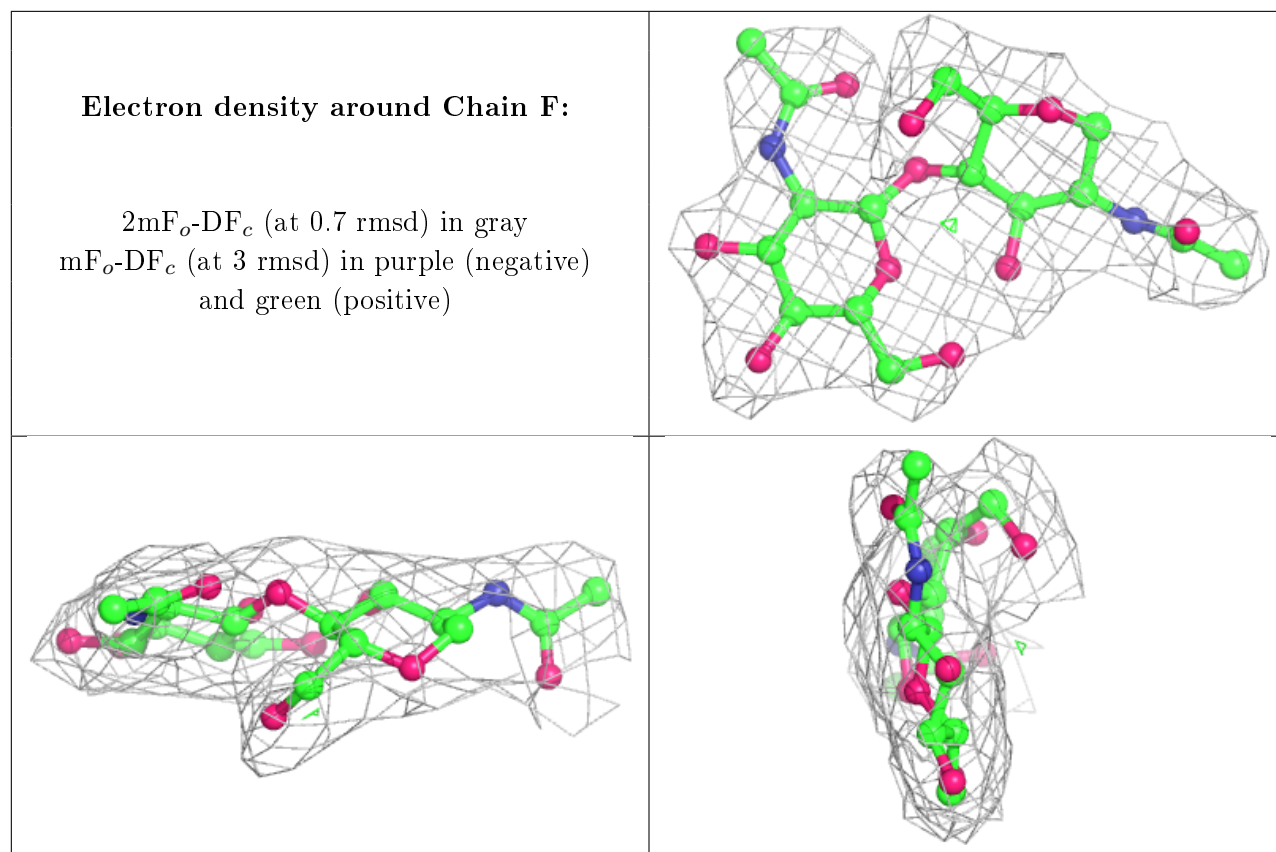 Electron density around Chain F:
2mFo-DFc (at 0.7 rmsd) in gray
mFo-DFc (at 3 rmsd) in purple (negative)
and green (positive)